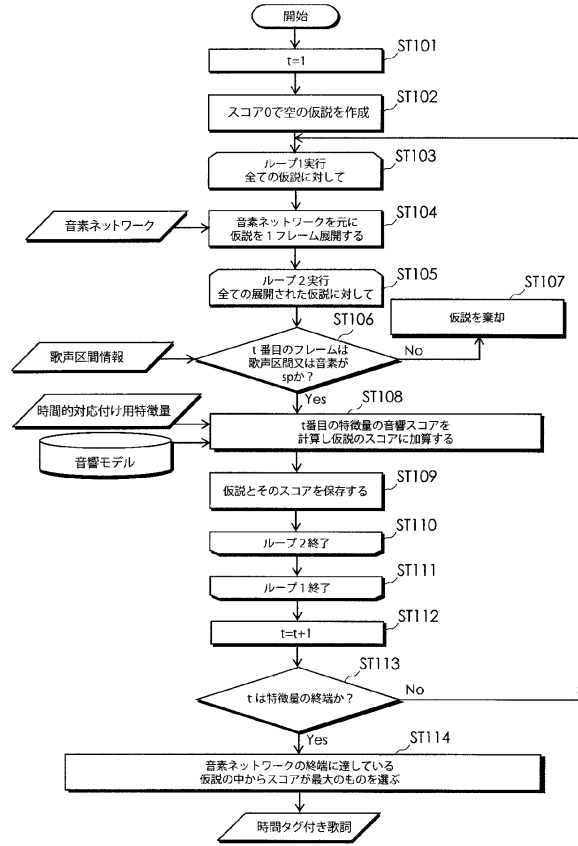 開始
ST101
t=1
ST102
スコア0で空の仮説を作成
ST103
ループ1実行
全ての仮説に対して
ST104
音素ネットワーク
音素ネットワークを元に
仮説を1フレーム展開する
ST105
ループ2実行
全ての展開された仮説に対して
ST107
仮説を棄却
ST106
歌声区間情報
t番目のフレームは
歌声区間又は音素が
spか?
No
Yes
ST108
時間的対応付け用特徴量
t番目の特徴量の音響スコアを
計算し仮説のスコアに加算する
音響モデル
ST109
仮説とそのスコアを保存する
ST110
ループ2終了
ST111
ループ1終了
ST112
t=t+1
ST113
tは特徴量の終端か?
No
Yes
ST114
音素ネットワークの終端に達している
仮説の中からスコアが最大のものを選ぶ
時間タグ付き歌詞